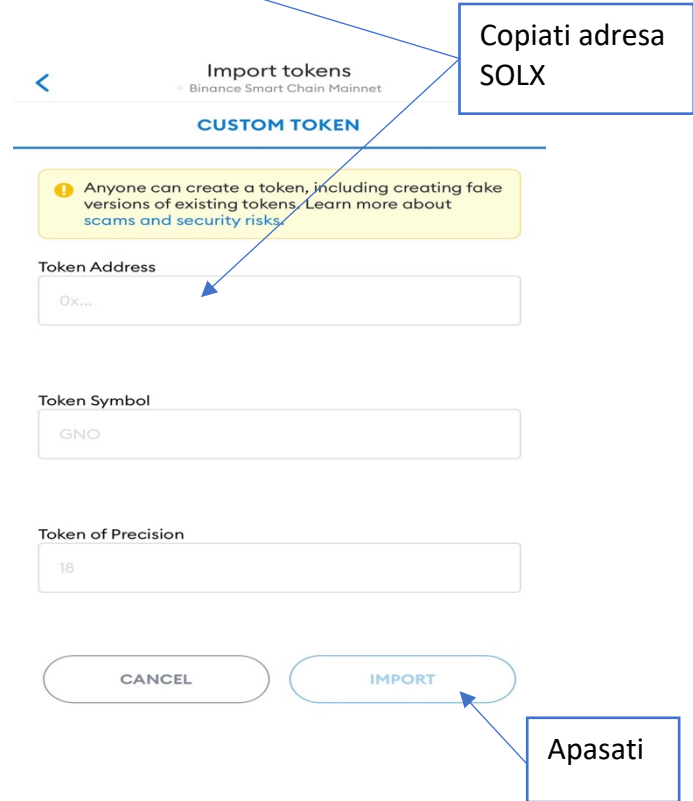 Copiati adresa
SOLX
Import tokens
Binance Smart Chain Mainnet
CUSTOM TOKEN
Anyone can create a token, including creating fake
versions of existing tokens. Learn more about
scams and security risks.
Token Address
0x...
Token Symbol
GNO
Token of Precision
18
CANCEL
IMPORT
Apasati